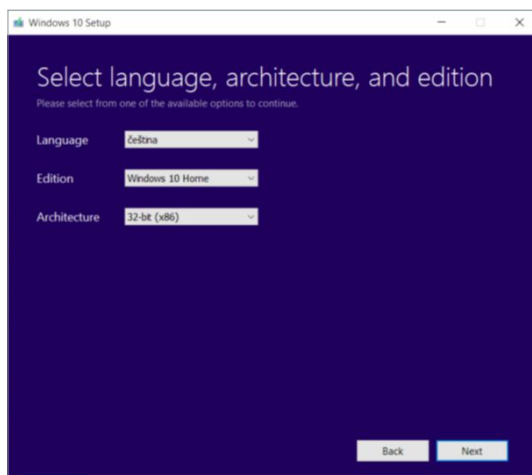 Windows 10 Setup
Select language, architecture, and edition
Please select from one of the available options to continue.
Language čeština
Edition Windows 10 Home
Architecture 32-bit (x86)
Back Next